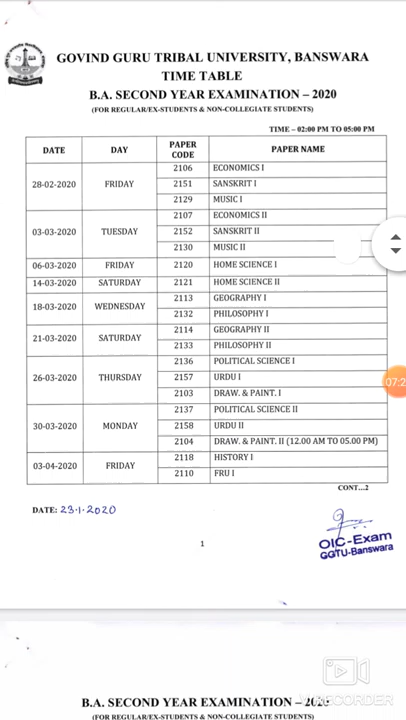 GOVIND GURU TRIBAL UNIVERSITY, BANSWARA
TIME TABLE
B.A. SECOND YEAR EXAMINATION – 2020
(FOR REGULAR/EX-STUDENTS & NON-COLLEGIATE STUDENTS)
TIME – 02:00 PM TO 05:00 PM
DATE DAY PAPER CODE PAPER NAME
28-02-2020 FRIDAY 2106 ECONOMICS I
2151 SANSKRIT I
2129 MUSIC I
03-03-2020 TUESDAY 2107 ECONOMICS II
2152 SANSKRIT II
2130 MUSIC II
06-03-2020 FRIDAY 2120 HOME SCIENCE I
14-03-2020 SATURDAY 2121 HOME SCIENCE II
18-03-2020 WEDNESDAY 2113 GEOGRAPHY I
2132 PHILOSOPHY I
21-03-2020 SATURDAY 2114 GEOGRAPHY II
2133 PHILOSOPHY II
26-03-2020 THURSDAY 2136 POLITICAL SCIENCE I
2157 URDU I
2103 DRAW. & PAINT. I
30-03-2020 MONDAY 2137 POLITICAL SCIENCE II
2158 URDU II
2104 DRAW. & PAINT. II (12.00 AM TO 05.00 PM)
03-04-2020 FRIDAY 2118 HISTORY I
2110 FRU I
CONT...2
DATE: 23.1.2020
OIC-Exam
GGTU-Banswara
1
07:2
B.A. SECOND YEAR EXAMINATION – 2020
(FOR REGULAR/EX-STUDENTS & NON-COLLEGIATE STUDENTS)
VIDEORECORDER